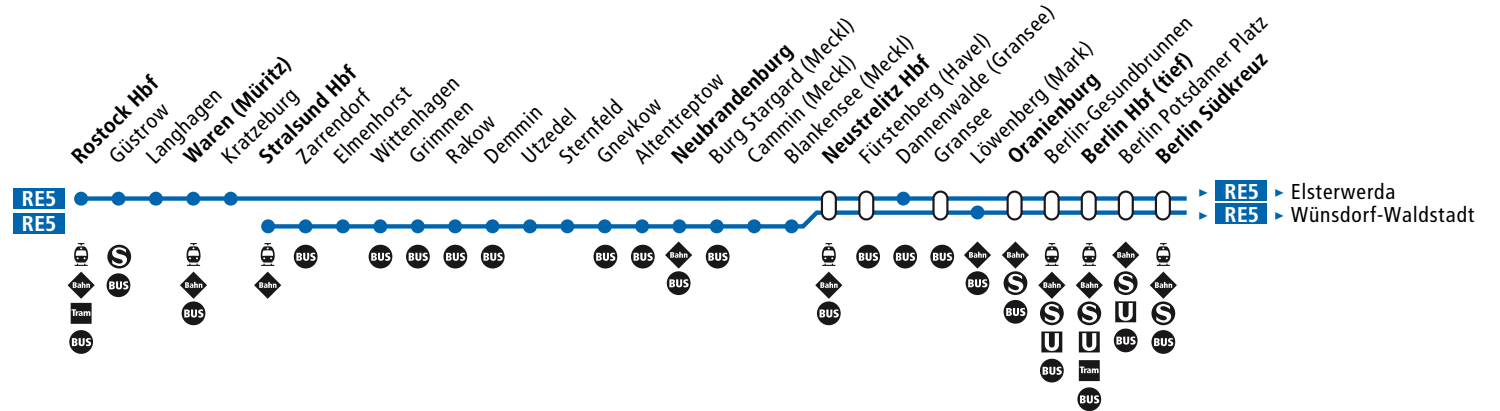 Rostock Hbf
Güstrow
Langhagen
Waren (Müritz)
Kratzeburg
Stralsund Hbf
Zarrendorf
Elmenhorst
Wittenhagen
Grimmen
Rakow
Demmin
Utzedel
Sternfeld
Gnevkow
Altentreptow
Neubrandenburg
Burg Stargard (Meckl)
Cammin (Meckl)
Blankensee (Meckl)
Neustrelitz Hbf
Fürstenberg (Havel)
Dannenwalde (Gransee)
Gransee
Löwenberg (Mark)
Oranienburg
Berlin-Gesundbrunnen
Berlin Hbf (tief)
Berlin Potsdamer Platz
Berlin Südkreuz
RE5 RE5 Elsterwerda
RE5 RE5 Wünsdorf-Waldstadt
S BUS BUS BUS BUS BUS BUS BUS BUS Bahn BUS BUS BUS BUS Bahn Bahn Bahn
Bahn BUS Bahn Bahn BUS Bahn BUS S Bahn Bahn S Bahn
Tram BUS BUS BUS S S U S
BUS U U BUS BUS
BUS Tram
BUS